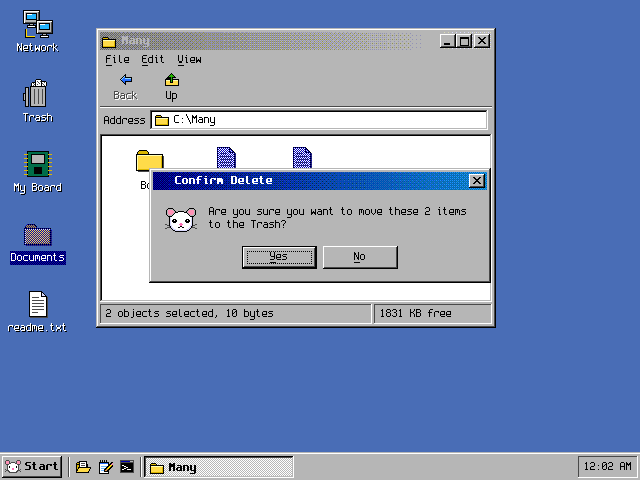 Network
Trash
My Board
Documents
readme.txt
Many
File Edit View
Back Up
Address C:\Many
Confirm Delete
Are you sure you want to move these 2 items
to the Trash?
Yes No
2 objects selected, 10 bytes 1831 KB free
Start Many 12:02 AM